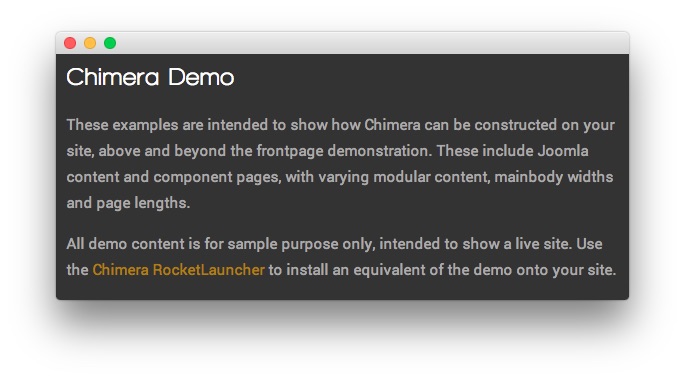 Chimera Demo
These examples are intended to show how Chimera can be constructed on your
site, above and beyond the frontpage demonstration. These include Joomla
content and component pages, with varying modular content, mainbody widths
and page lengths.
All demo content is for sample purpose only, intended to show a live site. Use
the Chimera RocketLauncher to install an equivalent of the demo onto your site.